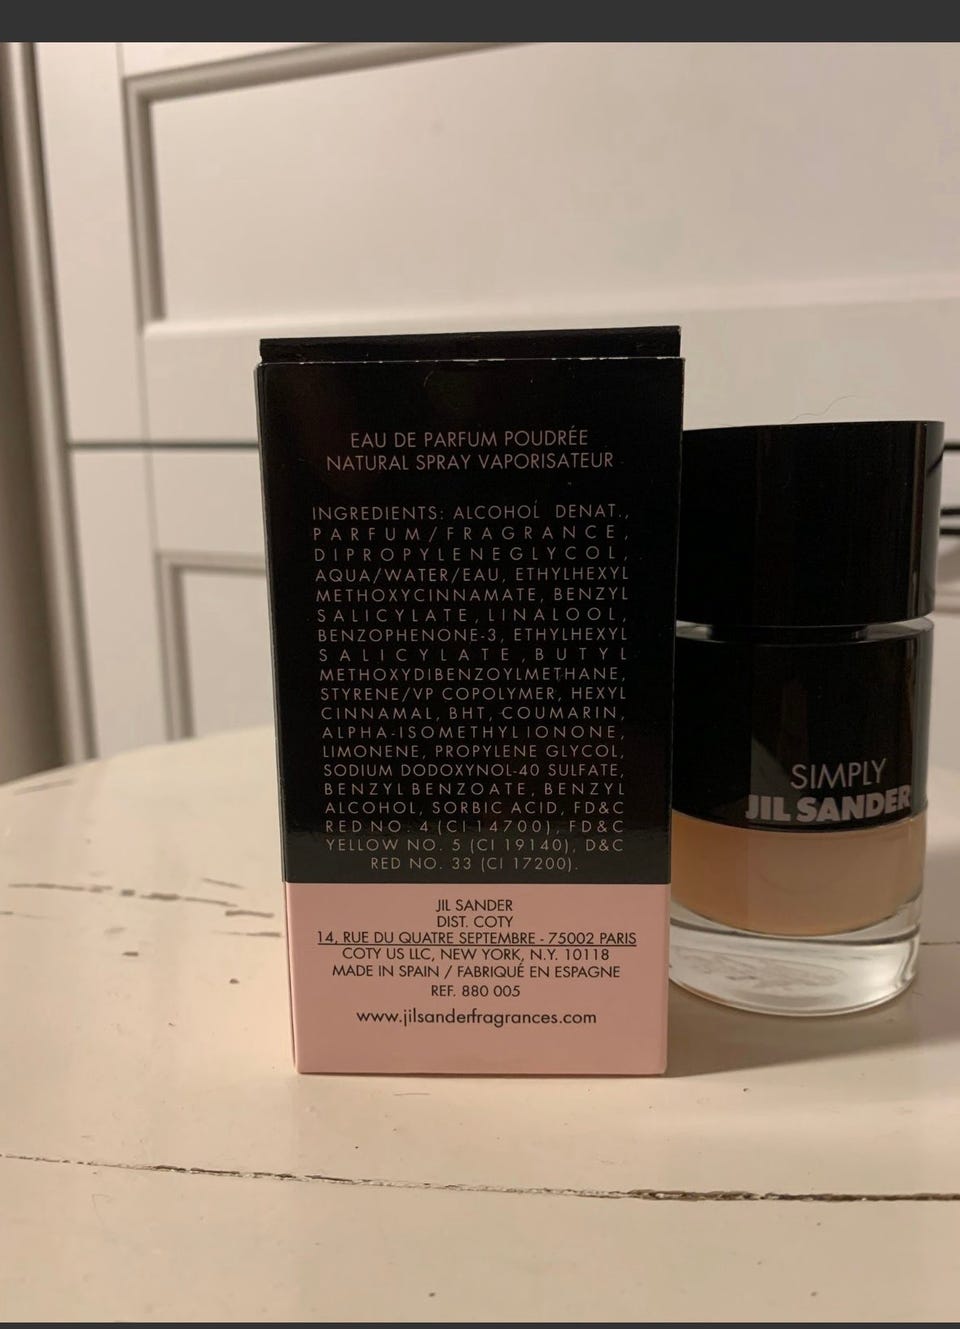 EAU DE PARFUM POUDRÉE
NATURAL SPRAY VAPORISATEUR
INGREDIENTS: ALCOHOL DENAT.,
PARFUM/FRAGRANCE,
DIPROPYLENEGLYCOL,
AQUA/WATER/EAU, ETHYLHEXYL
METHOXYCINNAMATE, BENZYL
SALICYLATE, LINALOOL,
BENZOPHENONE-3, ETHYLHEXYL
SALICYLATE, BUTYL
METHOXYDIBENZOYLMETHANE,
STYRENE/VP COPOLYMER, HEXYL
CINNAMAL, BHT, COUMARIN,
ALPHA-ISOMETHYL IONONE,
LIMONENE, PROPYLENE GLYCOL,
SODIUM DODOXYNOL-40 SULFATE,
BENZYL BENZOATE, BENZYL
ALCOHOL, SORBIC ACID, FD&C
RED NO. 4 (CI 14700), FD&C
YELLOW NO. 5 (CI 19140), D&C
RED NO. 33 (CI 17200).
JIL SANDER
DIST. COTY
14, RUE DU QUATRE SEPTEMBRE - 75002 PARIS
COTY US LLC, NEW YORK, N.Y. 10118
MADE IN SPAIN / FABRIQUÉ EN ESPAGNE
REF. 880 005
www.jilsanderfragrances.com
SIMPLY
JIL SANDER